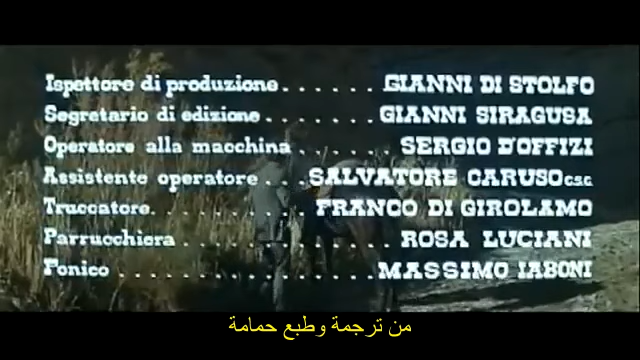 Ispettore di produzione......GIANNI DI STOLFO
Segretario di edizione.......GIANNI SIRAGUSA
Operatore alla macchina.......SERGIO D'OFFIZI
Assistente operatore....SALVATORE CARUSO C.S.C.
Truccatore...........FRANCO DI GIROLAMO
Parrucchiera............ROSA LUCIANI
Fonico................MASSIMO IABONI
من ترجمة وطبع حمامة